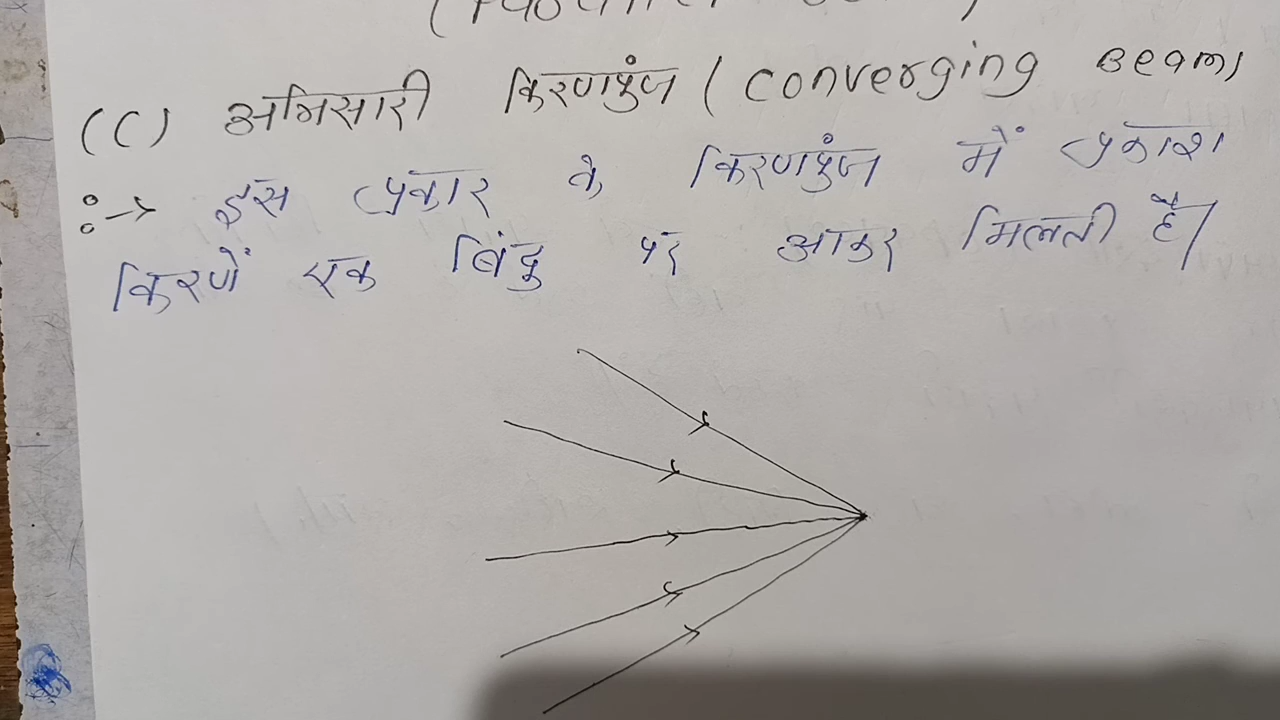 (C) अभिसारी किरणपुंज (Converging Beam)
:→ इस प्रकार के किरणपुंज में प्रकाश
किरणें एक बिंदु पर आकर मिलती है।